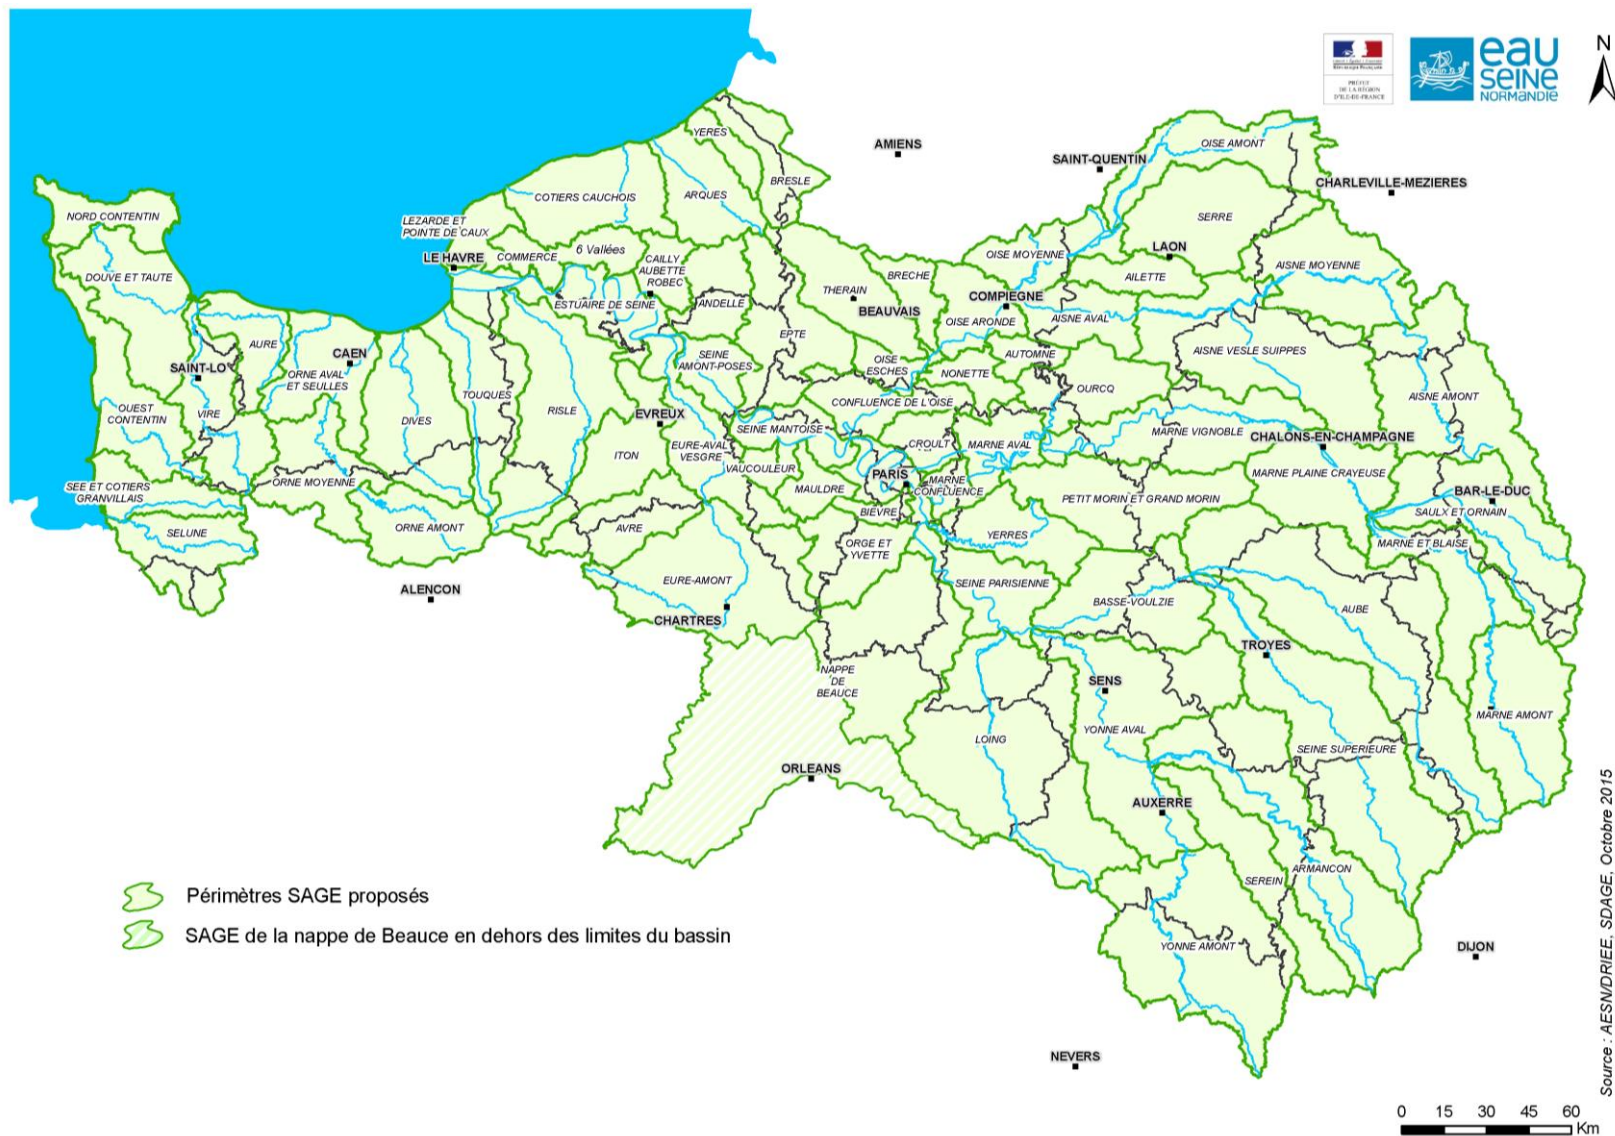 eau
SEINE
NORMANDIE
PRÉFET
DE LA RÉGION
D'ILE-DE-FRANCE
N
AMIENS
SAINT-QUENTIN
CHARLEVILLE-MEZIERES
OISE AMONT
YERES
BRESLE
COTIERS CAUCHOIS
ARQUES
NORD CONTENTIN
SERRE
LEZARDE ET
POINTE DE CAUX
LE HAVRE
COMMERCE
6 Vallées
CAILLY
AUBETTE
ROBEC
LAON
OISE MOYENNE
AISNE MOYENNE
DOUVE ET TAUTE
BRECHE
AILETTE
THERAIN
BEAUVAIS
COMPIEGNE
ESTUAIRE DE SEINE
ANDELLE
OISE ARONDE
AISNE AVAL
EPTE
AURE
CAEN
SAINT-LO
ORNE AVAL
ET SEULLES
SEINE
AMONT-POSES
OISE
ESCHES
AUTOMNE
NONETTE
AISNE VESLE SUIPPES
OURCQ
TOUQUES
AISNE AMONT
OUEST
CONTENTIN
VIRE
DIVES
RISLE
EVREUX
CONFLUENCE DE L'OISE
SEINE MANTOISE
CROULT
MARNE AVAL
MARNE VIGNOBLE
CHALONS-EN-CHAMPAGNE
EURE-AVAL
VESGRE
ITON
VAUCOULEUR
PARIS
MARNE
CONFLUENCE
MARNE PLAINE CRAYEUSE
SEE ET COTIERS
GRANVILLAIS
ORNE MOYENNE
MAULDRE
PETIT MORIN ET GRAND MORIN
BAR-LE-DUC
SAULX ET ORNAIN
BIÈVRE
SELUNE
ORNE AMONT
AVRE
ORGE ET
YVETTE
YERRES
MARNE ET BLAISE
ALENCON
EURE-AMONT
SEINE PARISIENNE
BASSE-VOULZIE
AUBE
CHARTRES
TROYES
NAPPE
DE
BEAUCE
SENS
MARNE AMONT
YONNE AVAL
LOING
SEINE SUPERIEURE
ORLEANS
AUXERRE
SEREIN
ARMANCON
YONNE AMONT
DIJON
NEVERS
Périmètres SAGE proposés
SAGE de la nappe de Beauce en dehors des limites du bassin
Source : AESN/DRIEE, SDAGE, Octobre 2015
0 15 30 45 60
Km